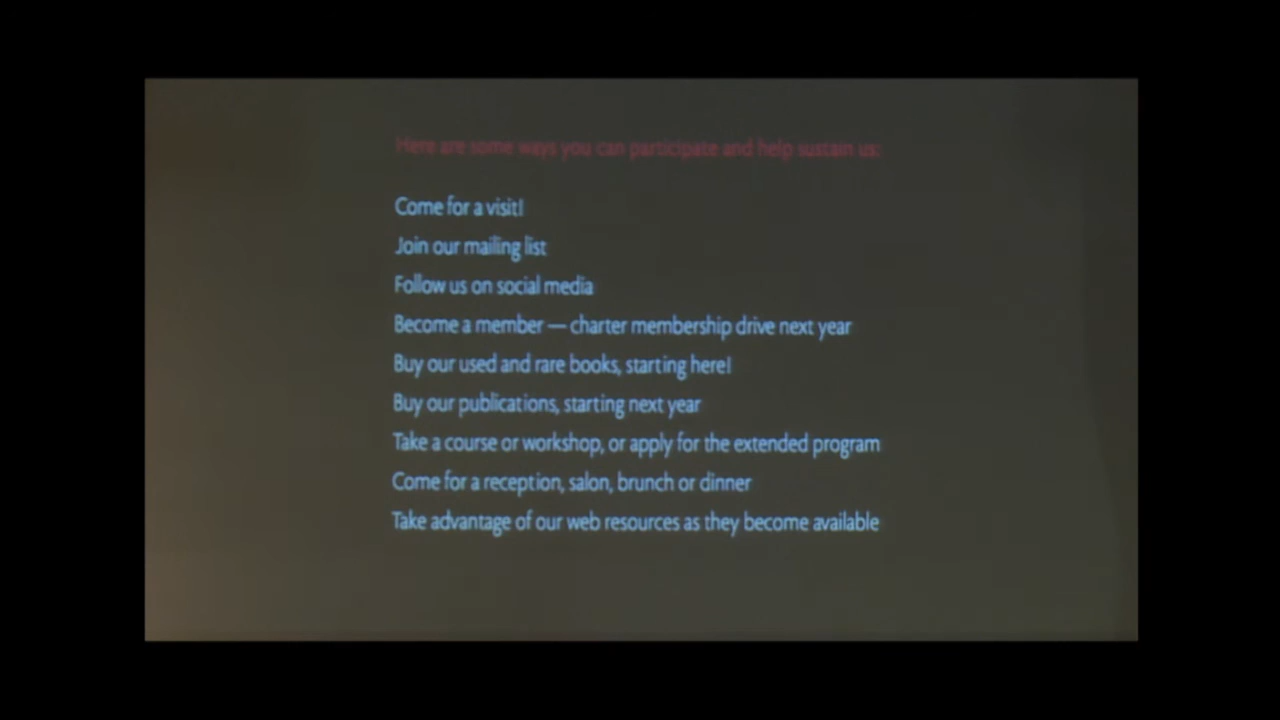 Here are some ways you can participate and help sustain us:
Come for a visit!
Join our mailing list
Follow us on social media
Become a member — charter membership drive next year
Buy our used and rare books, starting here!
Buy our publications, starting next year
Take a course or workshop, or apply for the extended program
Come for a reception, salon, brunch or dinner
Take advantage of our web resources as they become available